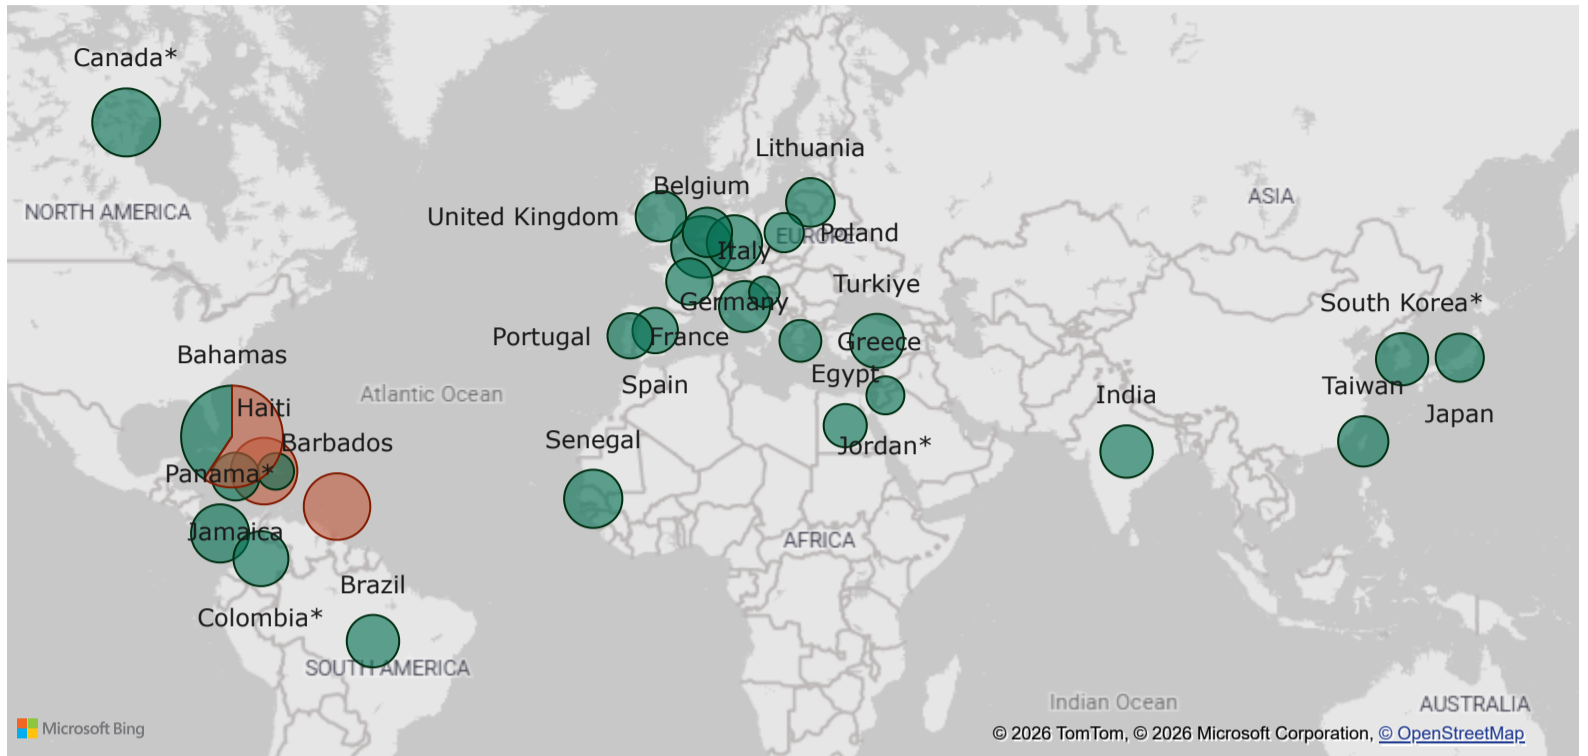 Canada*
Lithuania
Belgium
NORTH AMERICA
ASIA
United Kingdom
EUROPE
Poland
Italy
Turkiye
Germany
South Korea*
Portugal
France
Greece
Bahamas
Egypt
Spain
Taiwan
Atlantic Ocean
India
Haiti
Japan
Senegal
Barbados
Jordan*
Panama*
Jamaica
AFRICA
Brazil
Colombia*
SOUTH AMERICA
Indian Ocean
AUSTRALIA
Microsoft Bing
© 2026 TomTom, © 2026 Microsoft Corporation, © OpenStreetMap